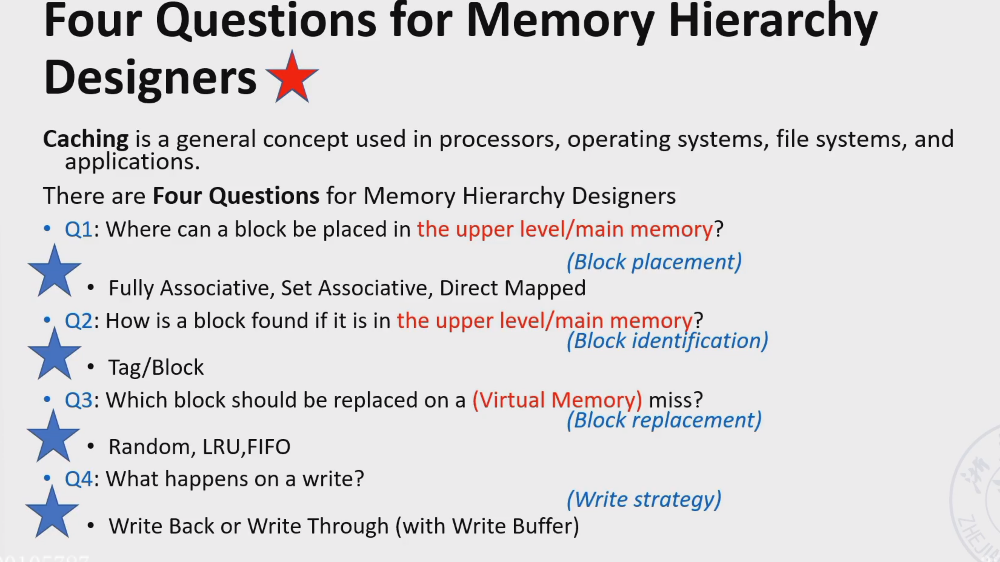 Four Questions for Memory Hierarchy
Designers
Caching is a general concept used in processors, operating systems, file systems, and
applications.
There are Four Questions for Memory Hierarchy Designers
• Q1: Where can a block be placed in the upper level/main memory?
(Block placement)
• Fully Associative, Set Associative, Direct Mapped
• Q2: How is a block found if it is in the upper level/main memory?
(Block identification)
• Tag/Block
• Q3: Which block should be replaced on a (Virtual Memory) miss?
(Block replacement)
• Random, LRU,FIFO
• Q4: What happens on a write?
(Write strategy)
• Write Back or Write Through (with Write Buffer)
浙